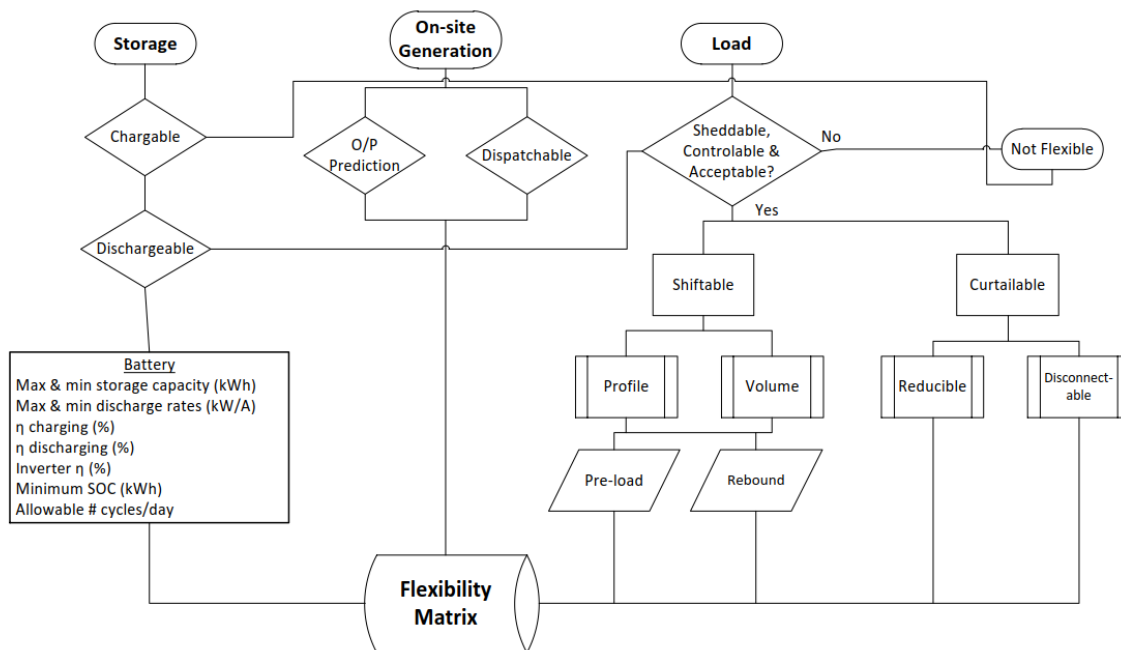 Storage
On-site
Generation
Load
Chargable
O/P
Prediction
Dispatchable
Sheddable,
Controlable &
Acceptable?
No
Not Flexible
Yes
Dischargeable
Shiftable
Curtailable
Battery
Max & min storage capacity (kWh)
Max & min discharge rates (kW/A)
η charging (%)
η discharging (%)
Inverter η (%)
Minimum SOC (kWh)
Allowable # cycles/day
Profile
Volume
Reducible
Disconnect-
able
Pre-load
Rebound
Flexibility
Matrix